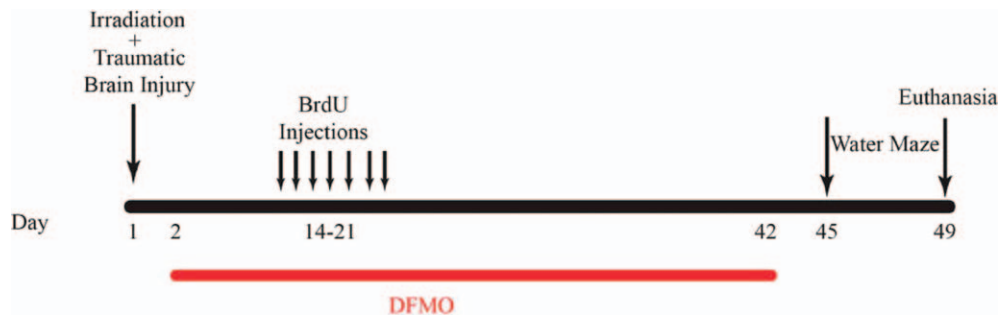 Irradiation
+
Traumatic
Brain Injury
BrdU
Injections
Euthanasia
Water Maze
Day 1 2 14-21 42 45 49
DFMO